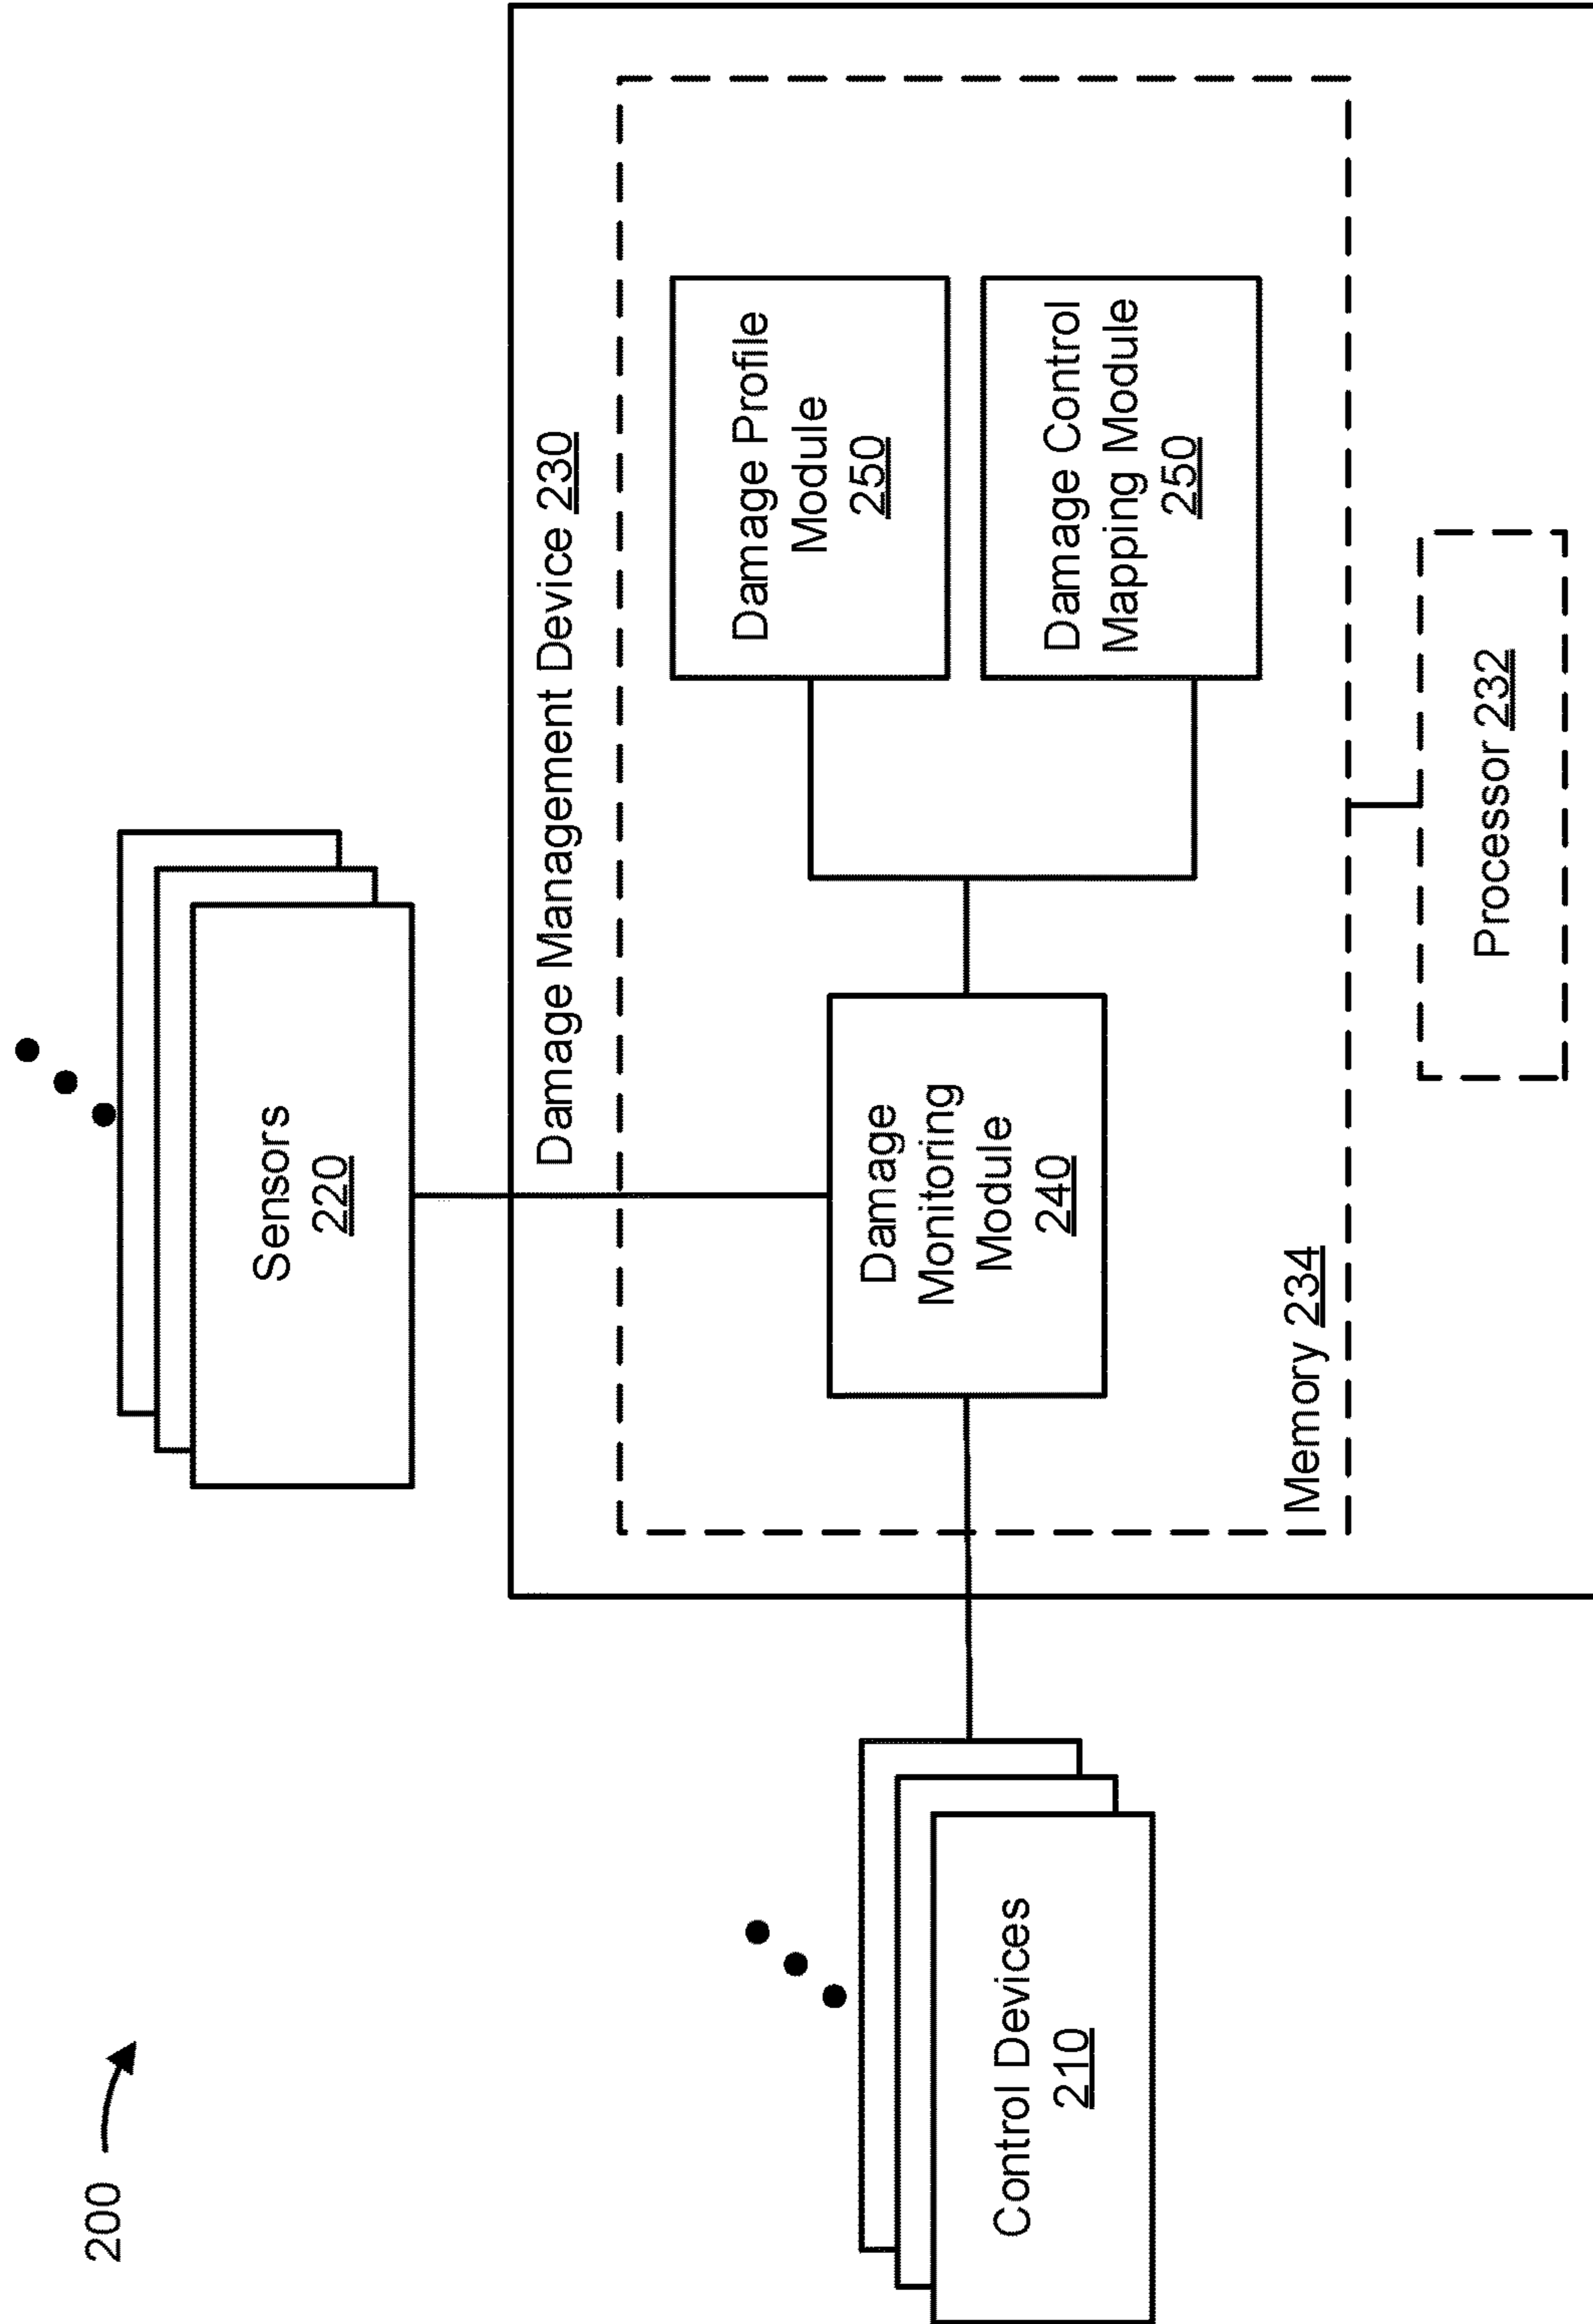 200
Sensors
220
Damage Management Device 230
Damage Profile
Module
250
Damage Control
Mapping Module
250
Damage
Monitoring
Module
240
Memory 234
Processor 232
Control Devices
210